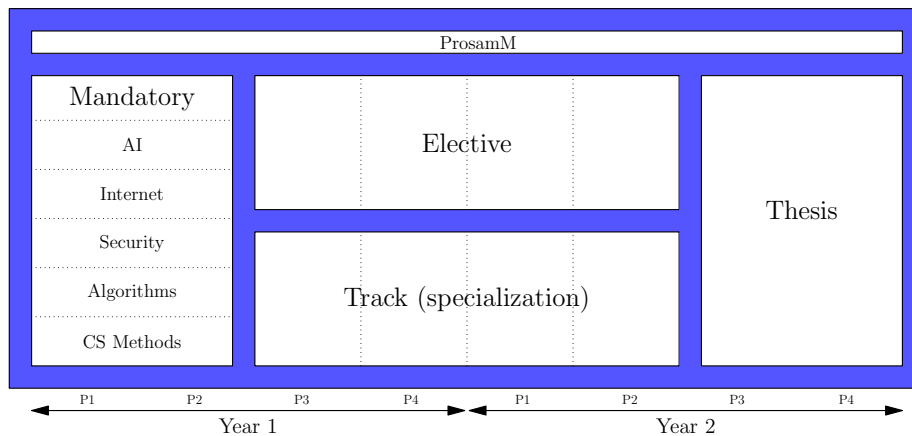 ProsamM
Mandatory
AI
Internet
Security
Algorithms
CS Methods
Elective
Track (specialization)
Thesis
P1 P2 P3 P4 P1 P2 P3 P4
Year 1 Year 2